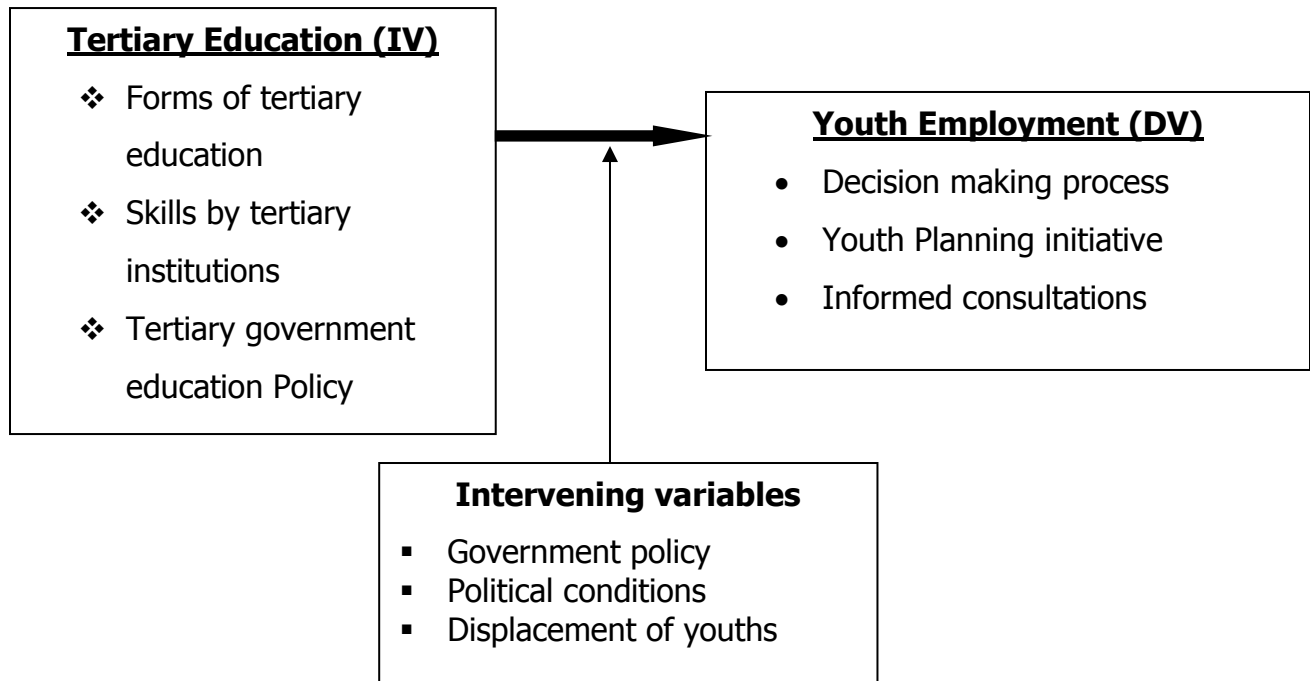 Tertiary Education (IV)
❖ Forms of tertiary
education
❖ Skills by tertiary
institutions
❖ Tertiary government
education Policy
Youth Employment (DV)
• Decision making process
• Youth Planning initiative
• Informed consultations
Intervening variables
▪ Government policy
▪ Political conditions
▪ Displacement of youths